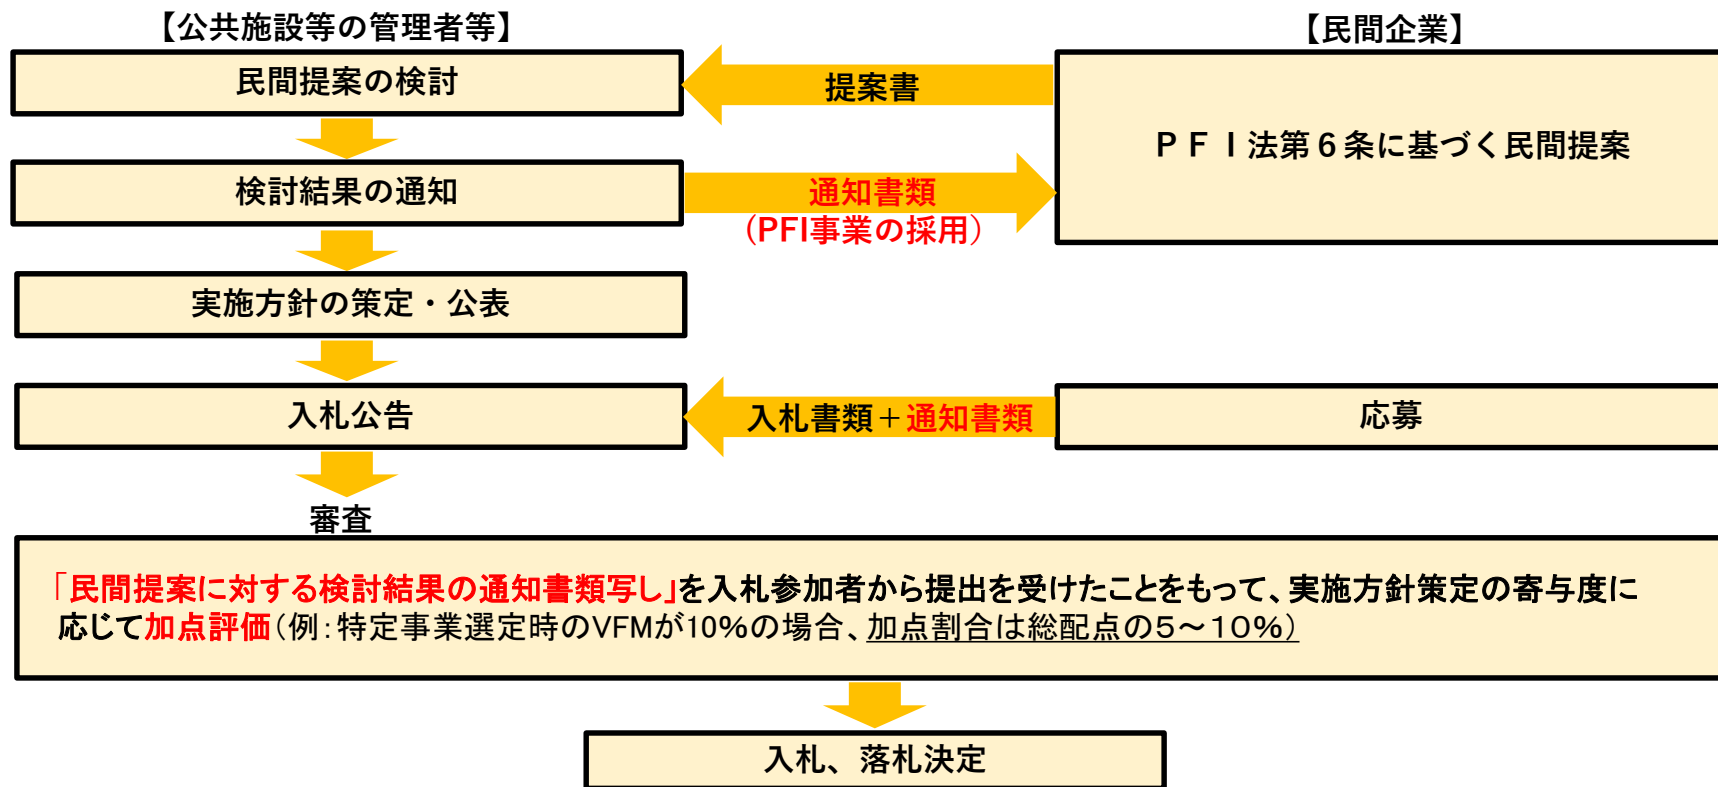 【公共施設等の管理者等】
【民間企業】
民間提案の検討
提案書
ＰＦＩ法第６条に基づく民間提案
検討結果の通知
通知書類
（PFI事業の採用）
実施方針の策定・公表
入札公告
入札書類＋通知書類
応募
審査
「民間提案に対する検討結果の通知書類写し」を入札参加者から提出を受けたことをもって、実施方針策定の寄与度に
応じて加点評価（例：特定事業選定時のVFMが10％の場合、加点割合は総配点の５～１０％）
入札、落札決定